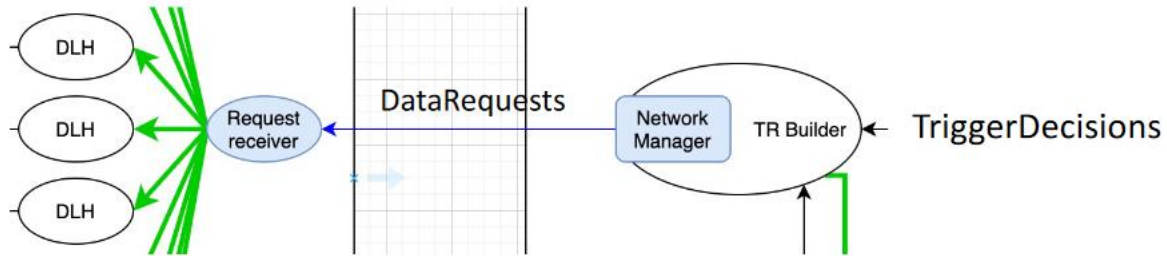 DLH
DLH
DLH
Request
receiver
DataRequests
Network
Manager
TR Builder
TriggerDecisions